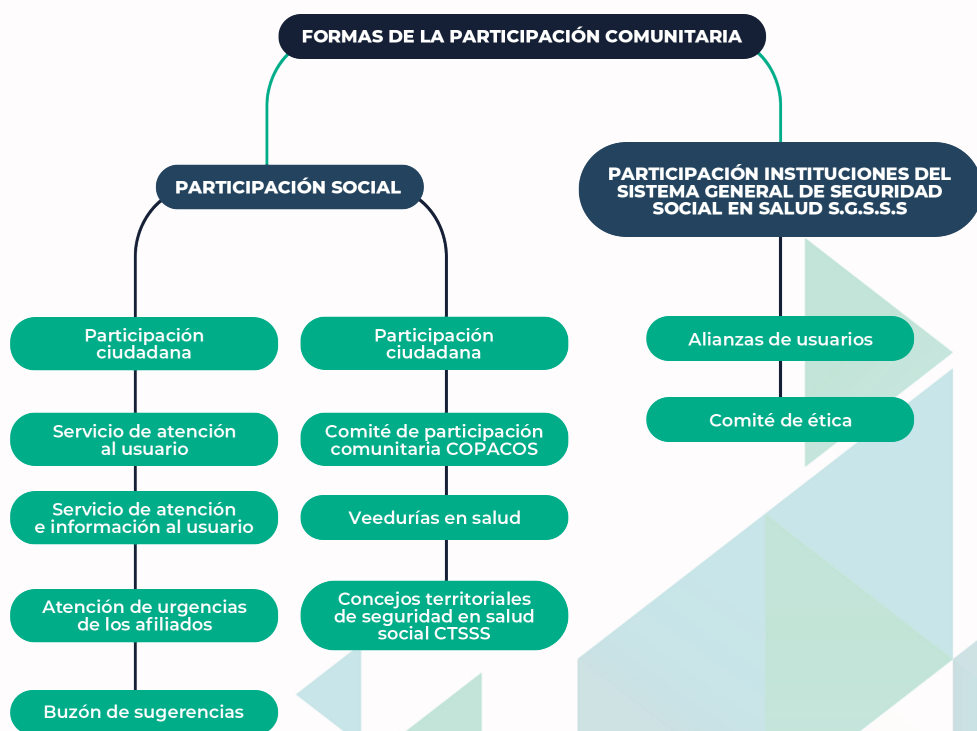 FORMAS DE LA PARTICIPACIÓN COMUNITARIA
PARTICIPACIÓN SOCIAL
PARTICIPACIÓN INSTITUCIONES DEL
SISTEMA GENERAL DE SEGURIDAD
SOCIAL EN SALUD S.G.S.S.S
Participación
ciudadana
Servicio de atención
al usuario
Servicio de atención
e información al usuario
Atención de urgencias
de los afiliados
Buzón de sugerencias
Participación
ciudadana
Comité de participación
comunitaria COPACOS
Veedurías en salud
Concejos territoriales
de seguridad en salud
social CTSSS
Alianzas de usuarios
Comité de ética